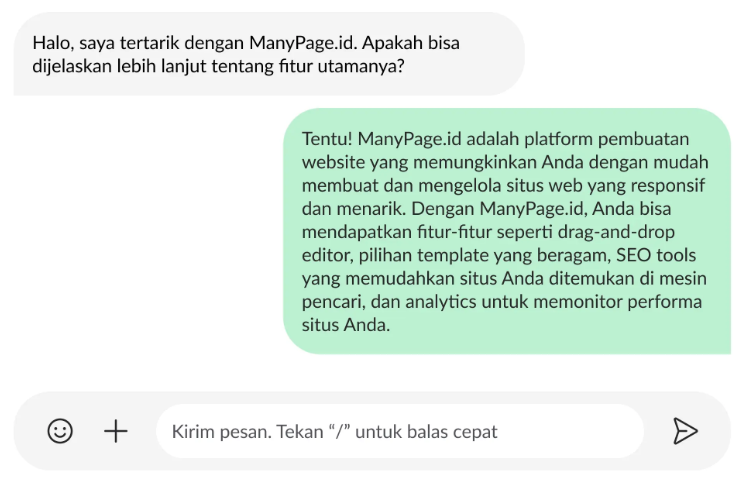 Halo, saya tertarik dengan ManyPage.id. Apakah bisa
dijelaskan lebih lanjut tentang fitur utamanya?
Tentu! ManyPage.id adalah platform pembuatan
website yang memungkinkan Anda dengan mudah
membuat dan mengelola situs web yang responsif
dan menarik. Dengan ManyPage.id, Anda bisa
mendapatkan fitur-fitur seperti drag-and-drop
editor, pilihan template yang beragam, SEO tools
yang memudahkan situs Anda ditemukan di mesin
pencari, dan analytics untuk memonitor performa
situs Anda.
Kirim pesan. Tekan “/” untuk balas cepat